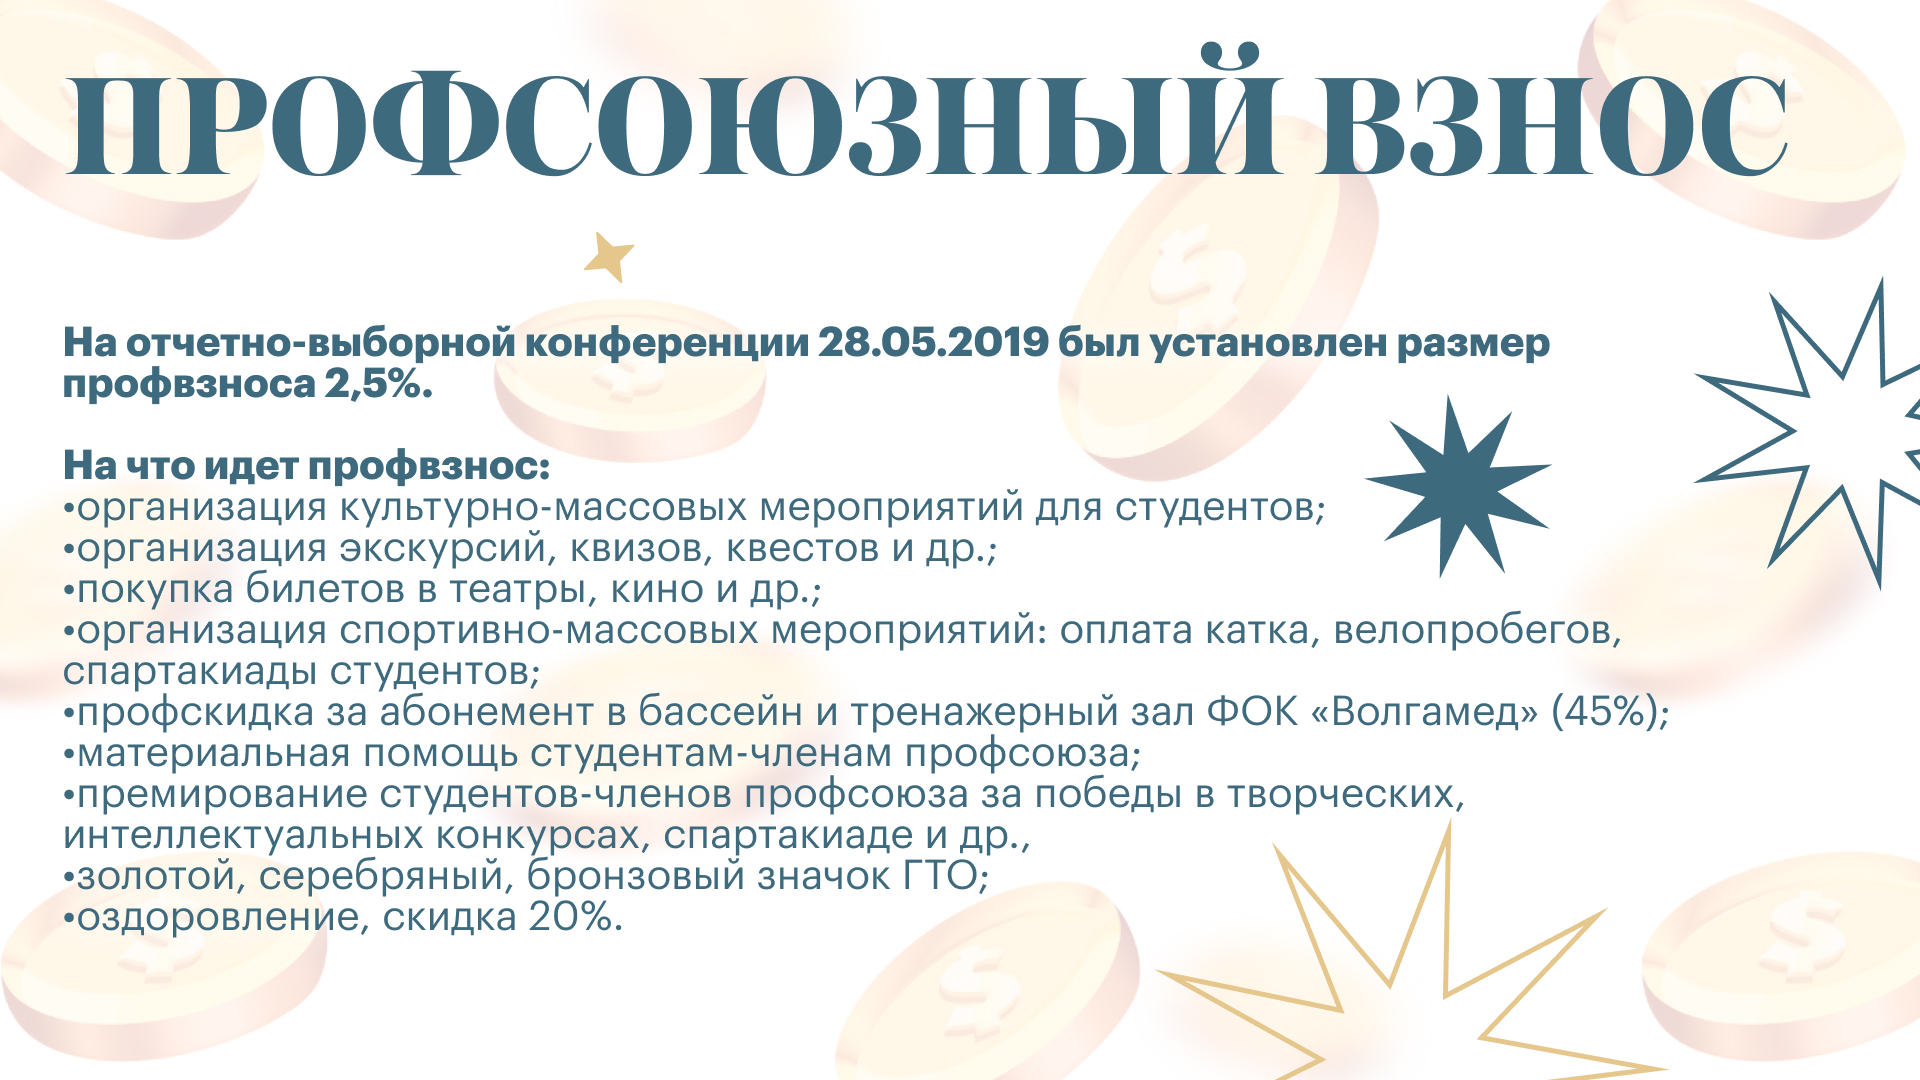 ПРОФСОЮЗНЫЙ ВЗНОС
На отчетно-выборной конференции 28.05.2019 был установлен размер
профвзноса 2,5%.
На что идет профвзнос:
•организация культурно-массовых мероприятий для студентов;
•организация экскурсий, квизов, квестов и др.;
•покупка билетов в театры, кино и др.;
•организация спортивно-массовых мероприятий: оплата катка, велопробегов,
спартакиады студентов;
•профскидка за абонемент в бассейн и тренажерный зал ФОК «Волгамед» (45%);
•материальная помощь студентам-членам профсоюза;
•премирование студентов-членов профсоюза за победы в творческих,
интеллектуальных конкурсах, спартакиаде и др.,
•золотой, серебряный, бронзовый значок ГТО;
•оздоровление, скидка 20%.